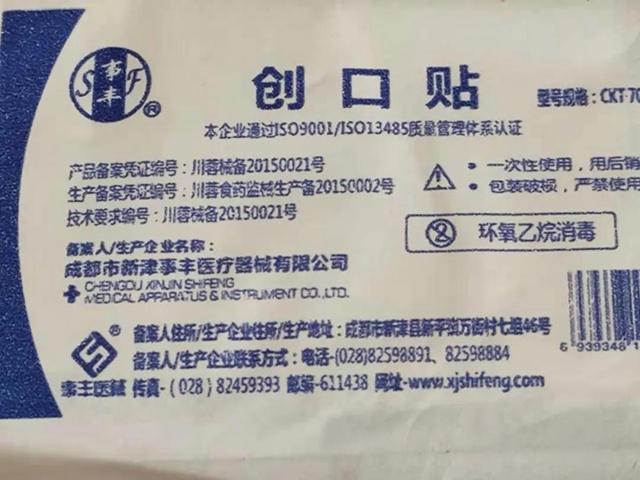 S 事丰 F ®
创口贴
型号规格：CKT-70
本企业通过ISO9001/ISO13485质量管理体系认证
产品备案凭证编号：川蓉械备20150021号
生产备案凭证编号：川蓉食药监械生产备20150002号
技术要求编号：川蓉械备20150021号
• 一次性使用，用后销
• 包装破损，严禁使用
环氧乙烷消毒
备案人/生产企业名称：
成都市新津事丰医疗器械有限公司
CHENGDU XINJIN SHIFENG
MEDICAL APPARATUS & INSTRUMENT CO.,LTD.
备案人住所/生产企业住所/生产地址：成都市新津县新平镇万街村七组46号
备案人/生产企业联系方式：电话-(028)82598891、82598884
事丰医械 传真-(028)82459393 邮编-611438 网址-www.xjshifeng.com
6 939348 1